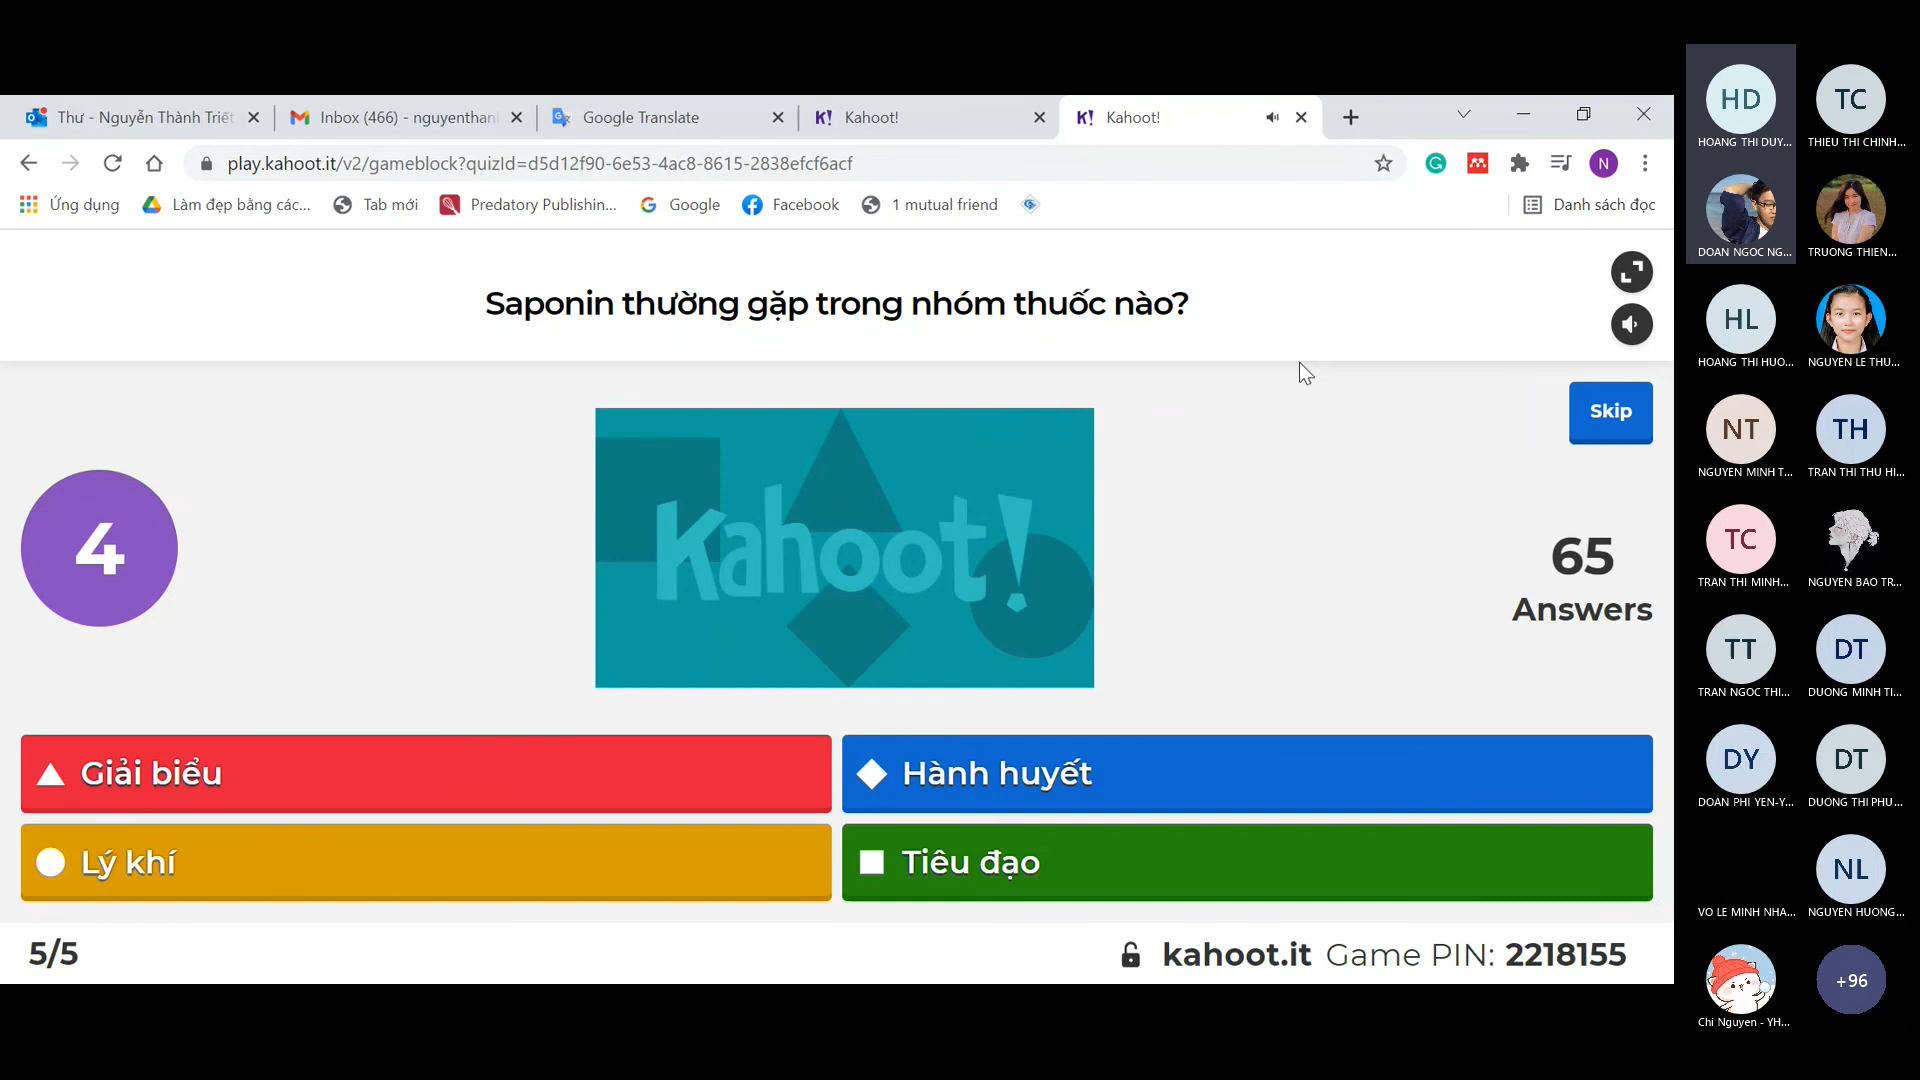 Thư - Nguyễn Thành Triết
Inbox (466) - nguyenthan
Google Translate
Kahoot!
Kahoot!
play.kahoot.it/v2/gameblock?quizId=d5d12f90-6e53-4ac8-8615-2838efcf6acf
N
Ứng dụng
Làm đẹp bằng các...
Tab mới
Predatory Publishin...
Google
Facebook
1 mutual friend
Danh sách đọc
Saponin thường gặp trong nhóm thuốc nào?
Skip
4
Kahoot!
65
Answers
Giải biểu
Hành huyết
Lý khí
Tiêu đạo
5/5
kahoot.it Game PIN: 2218155
HD
HOANG THI DUY...
TC
THIEU THI CHINH...
DOAN NGOC NG...
TRUONG THIEN...
HL
HOANG THI HUO...
NGUYEN LE THU...
NT
NGUYEN MINH T...
TH
TRAN THI THU HI...
TC
TRAN THI MINH...
NGUYEN BAO TR...
TT
TRAN NGOC THI...
DT
DUONG MINH TI...
DY
DOAN PHI YEN-Y...
DT
DUONG THI PHU...
VO LE MINH NHA...
NL
NGUYEN HUONG...
Chi Nguyen - YH...
+96